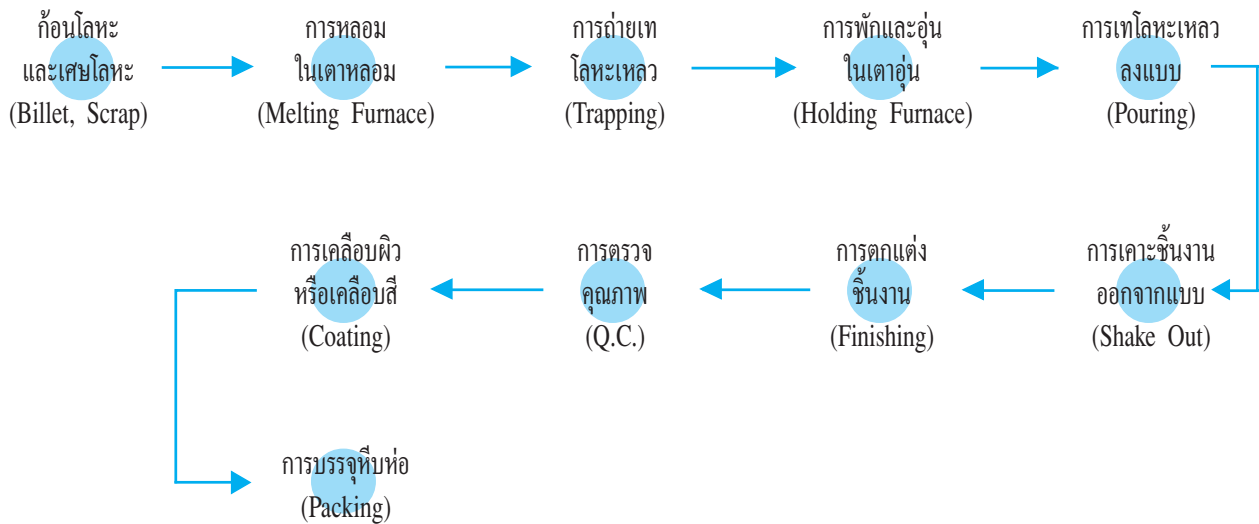 ก้อนโลหะ
และเศษโลหะ
(Billet, Scrap)
การหลอม
ในเตาหลอม
(Melting Furnace)
การถ่ายเท
โลหะเหลว
(Trapping)
การพักและอุ่น
ในเตาอุ่น
(Holding Furnace)
การเทโลหะเหลว
ลงแบบ
(Pouring)
การเคาะชิ้นงาน
ออกจากแบบ
(Shake Out)
การตกแต่ง
ชิ้นงาน
(Finishing)
การตรวจ
คุณภาพ
(Q.C.)
การเคลือบผิว
หรือเคลือบสี
(Coating)
การบรรจุหีบห่อ
(Packing)